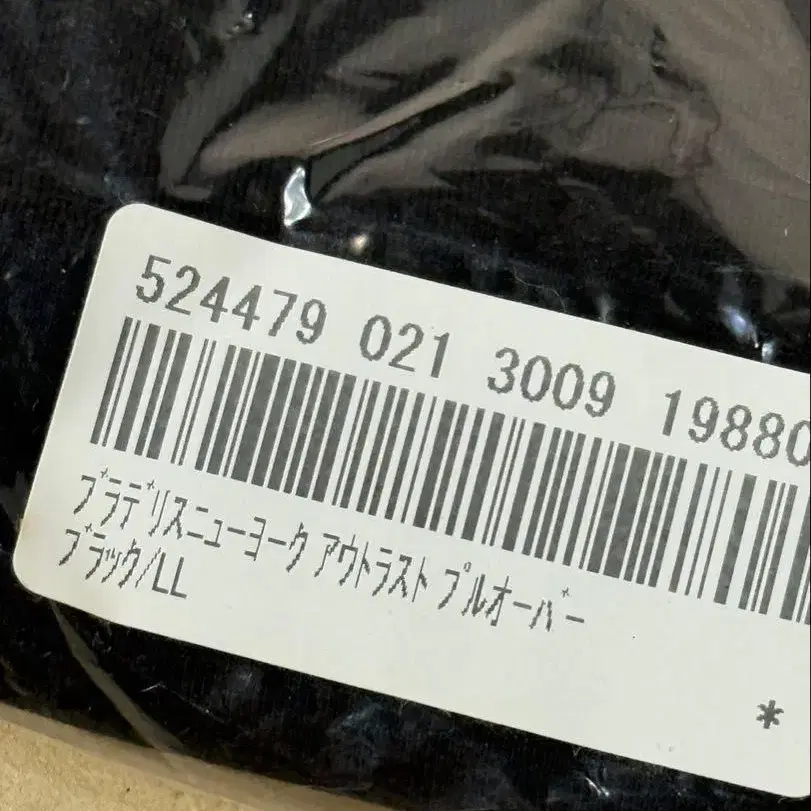 524479 021 3009 19880
ﾌﾞﾗﾃﾞﾘｽﾆｭｰﾖｰｸ ｱｳﾄﾗｽﾄ ﾌﾟﾙｵｰﾊﾞｰ
ﾌﾞﾗｯｸ/LL
*